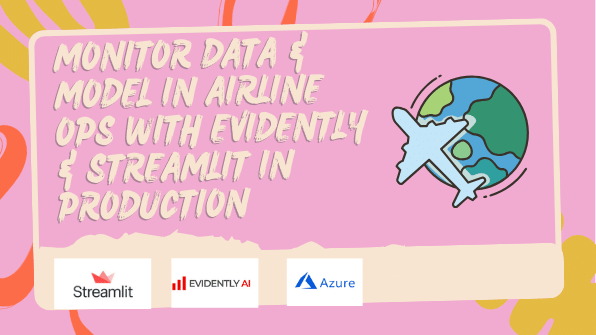 MONITOR DATA &
MODEL IN AIRLINE
OPS WITH EVIDENTLY
& STREAMLIT IN
PRODUCTION
Streamlit
EVIDENTLY AI
Azure